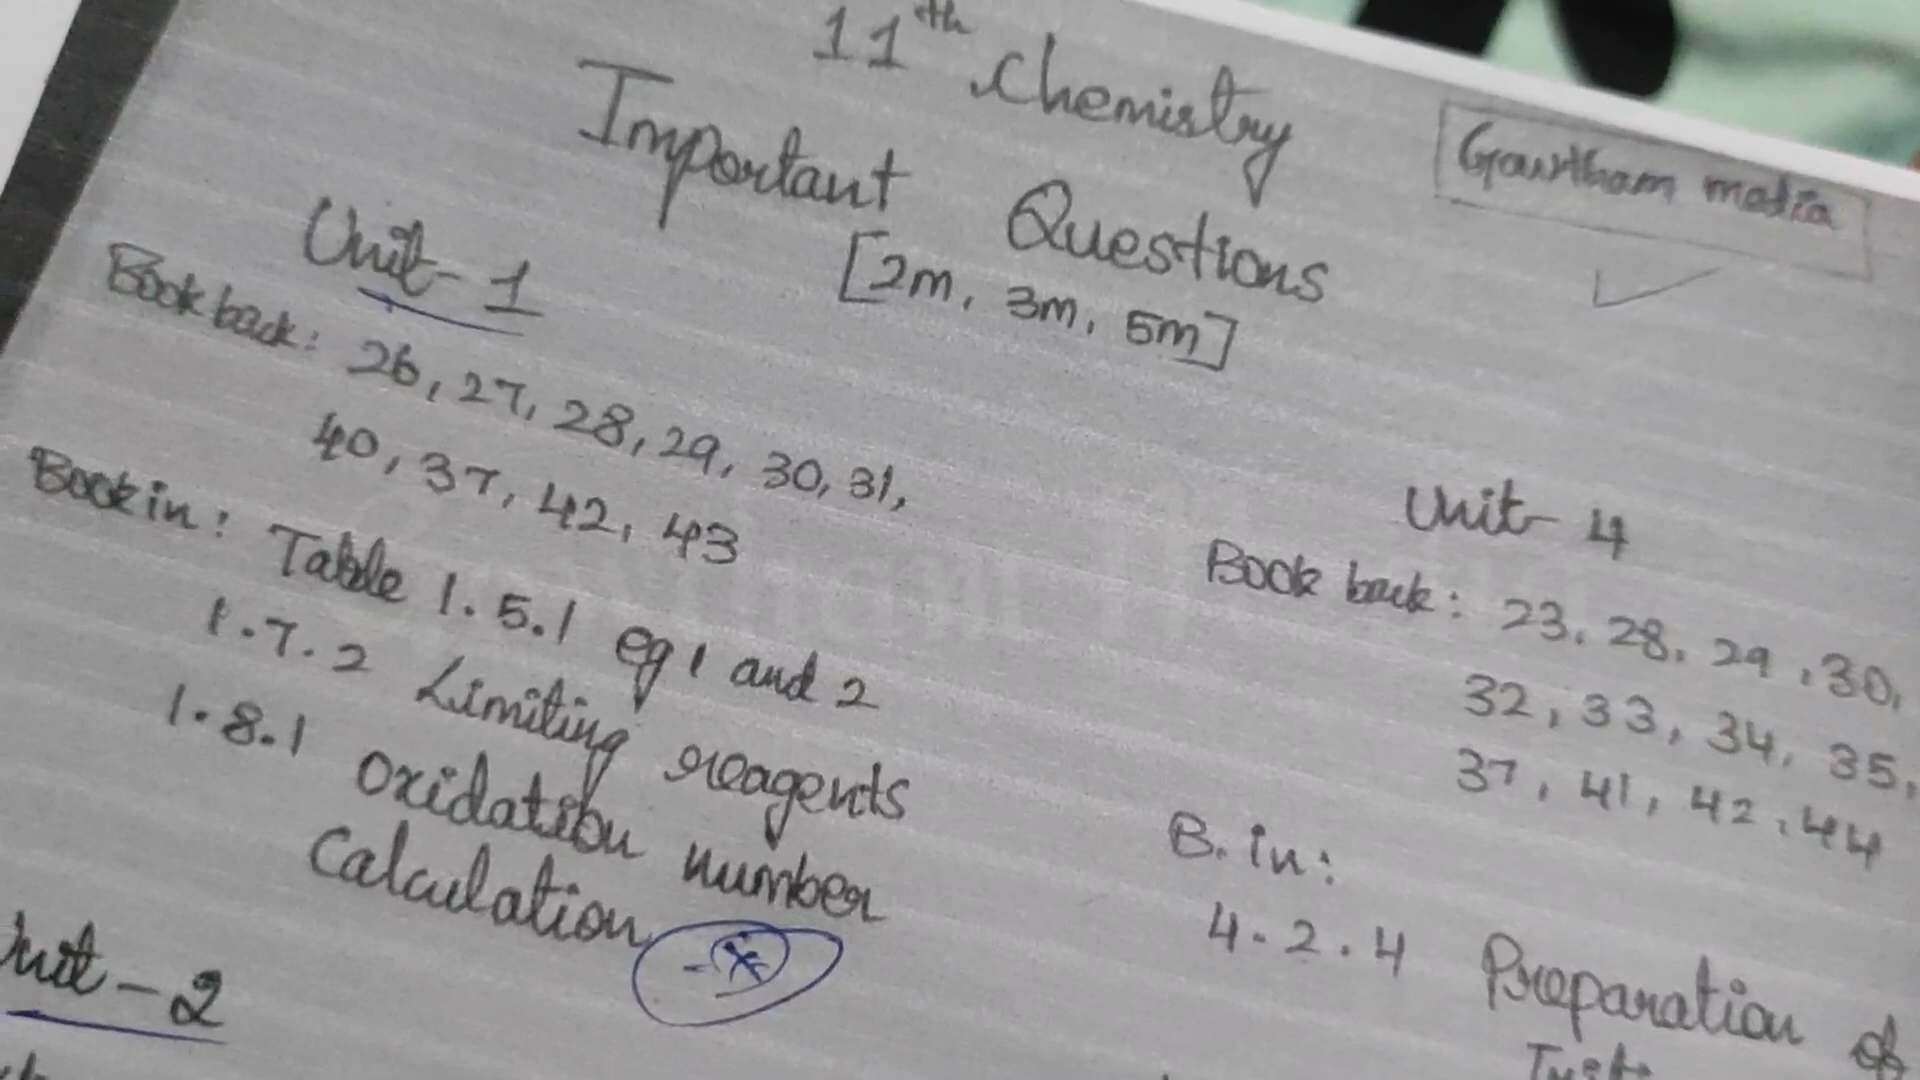 11th Chemistry
Gowtham media
Important Questions
[2m, 3m, 5m]
Unit-1
Book back: 26, 27, 28, 29, 30, 31,
40, 37, 42, 43
Book in: Table 1.5.1 eg 1 and 2
1.7.2 Limiting reagents
1.8.1 Oxidation number
Calculation
Unit-2
Unit-4
Book back: 23, 28, 29, 30,
32, 33, 34, 35,
37, 41, 42, 44
B. in:
4.2.4 Preparation of